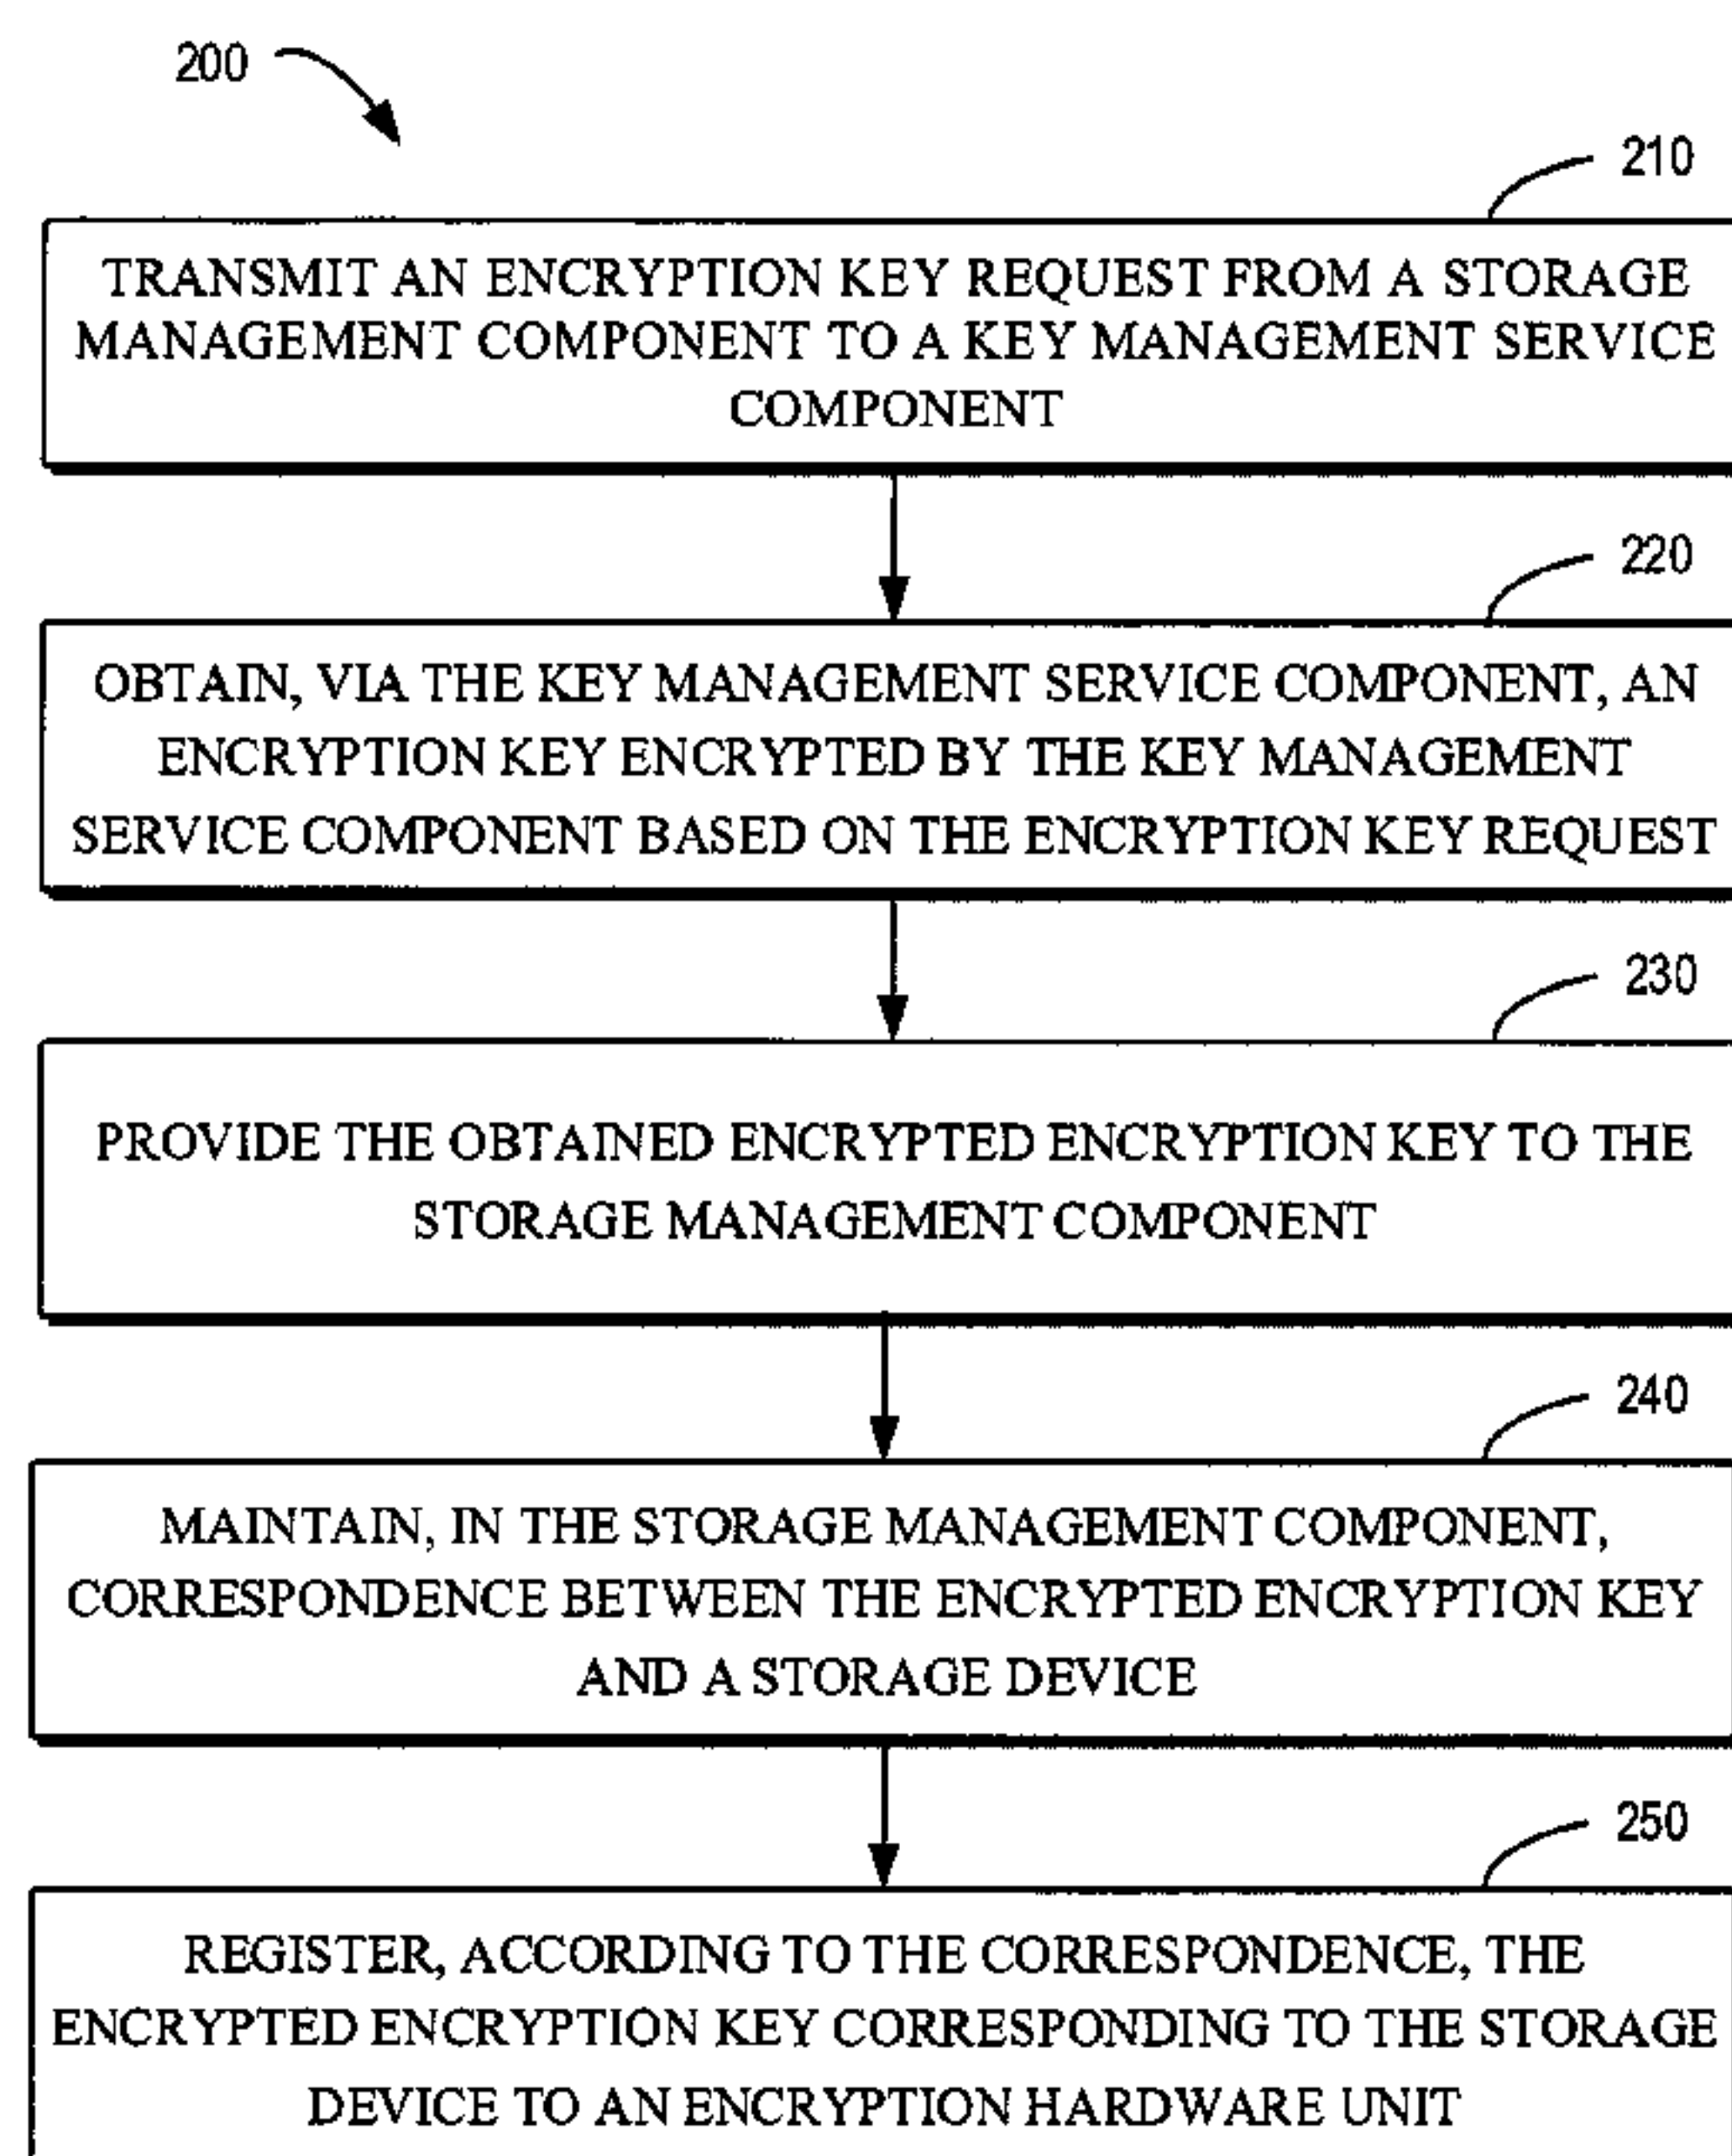 200
210
TRANSMIT AN ENCRYPTION KEY REQUEST FROM A STORAGE
MANAGEMENT COMPONENT TO A KEY MANAGEMENT SERVICE
COMPONENT
220
OBTAIN, VIA THE KEY MANAGEMENT SERVICE COMPONENT, AN
ENCRYPTION KEY ENCRYPTED BY THE KEY MANAGEMENT
SERVICE COMPONENT BASED ON THE ENCRYPTION KEY REQUEST
230
PROVIDE THE OBTAINED ENCRYPTED ENCRYPTION KEY TO THE
STORAGE MANAGEMENT COMPONENT
240
MAINTAIN, IN THE STORAGE MANAGEMENT COMPONENT,
CORRESPONDENCE BETWEEN THE ENCRYPTED ENCRYPTION KEY
AND A STORAGE DEVICE
250
REGISTER, ACCORDING TO THE CORRESPONDENCE, THE
ENCRYPTED ENCRYPTION KEY CORRESPONDING TO THE STORAGE
DEVICE TO AN ENCRYPTION HARDWARE UNIT